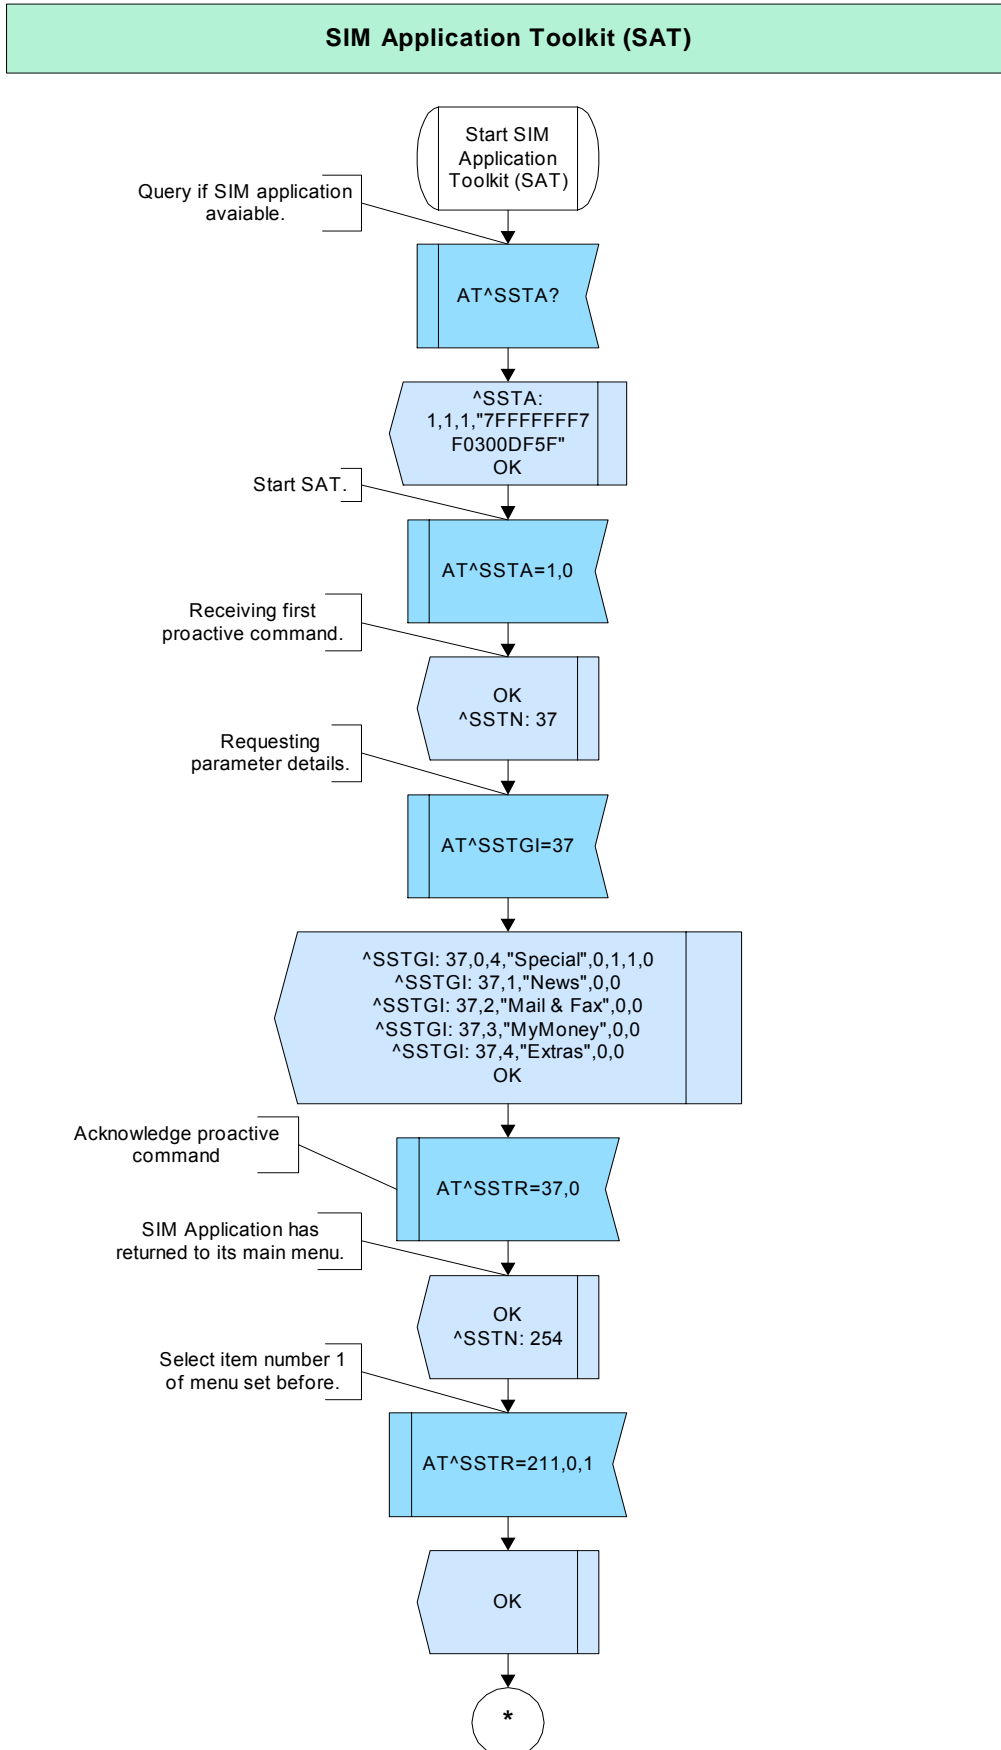 SIM Application Toolkit (SAT)
Start SIM
Application
Toolkit (SAT)
Query if SIM application
avaiable.
AT^SSTA?
^SSTA:
1,1,1,"7FFFFFFF7
F0300DF5F"
OK
Start SAT.
AT^SSTA=1,0
Receiving first
proactive command.
OK
^SSTN: 37
Requesting
parameter details.
AT^SSTGI=37
^SSTGI: 37,0,4,"Special",0,1,1,0
^SSTGI: 37,1,"News",0,0
^SSTGI: 37,2,"Mail & Fax",0,0
^SSTGI: 37,3,"MyMoney",0,0
^SSTGI: 37,4,"Extras",0,0
OK
Acknowledge proactive
command
AT^SSTR=37,0
SIM Application has
returned to its main menu.
OK
^SSTN: 254
Select item number 1
of menu set before.
AT^SSTR=211,0,1
OK
*